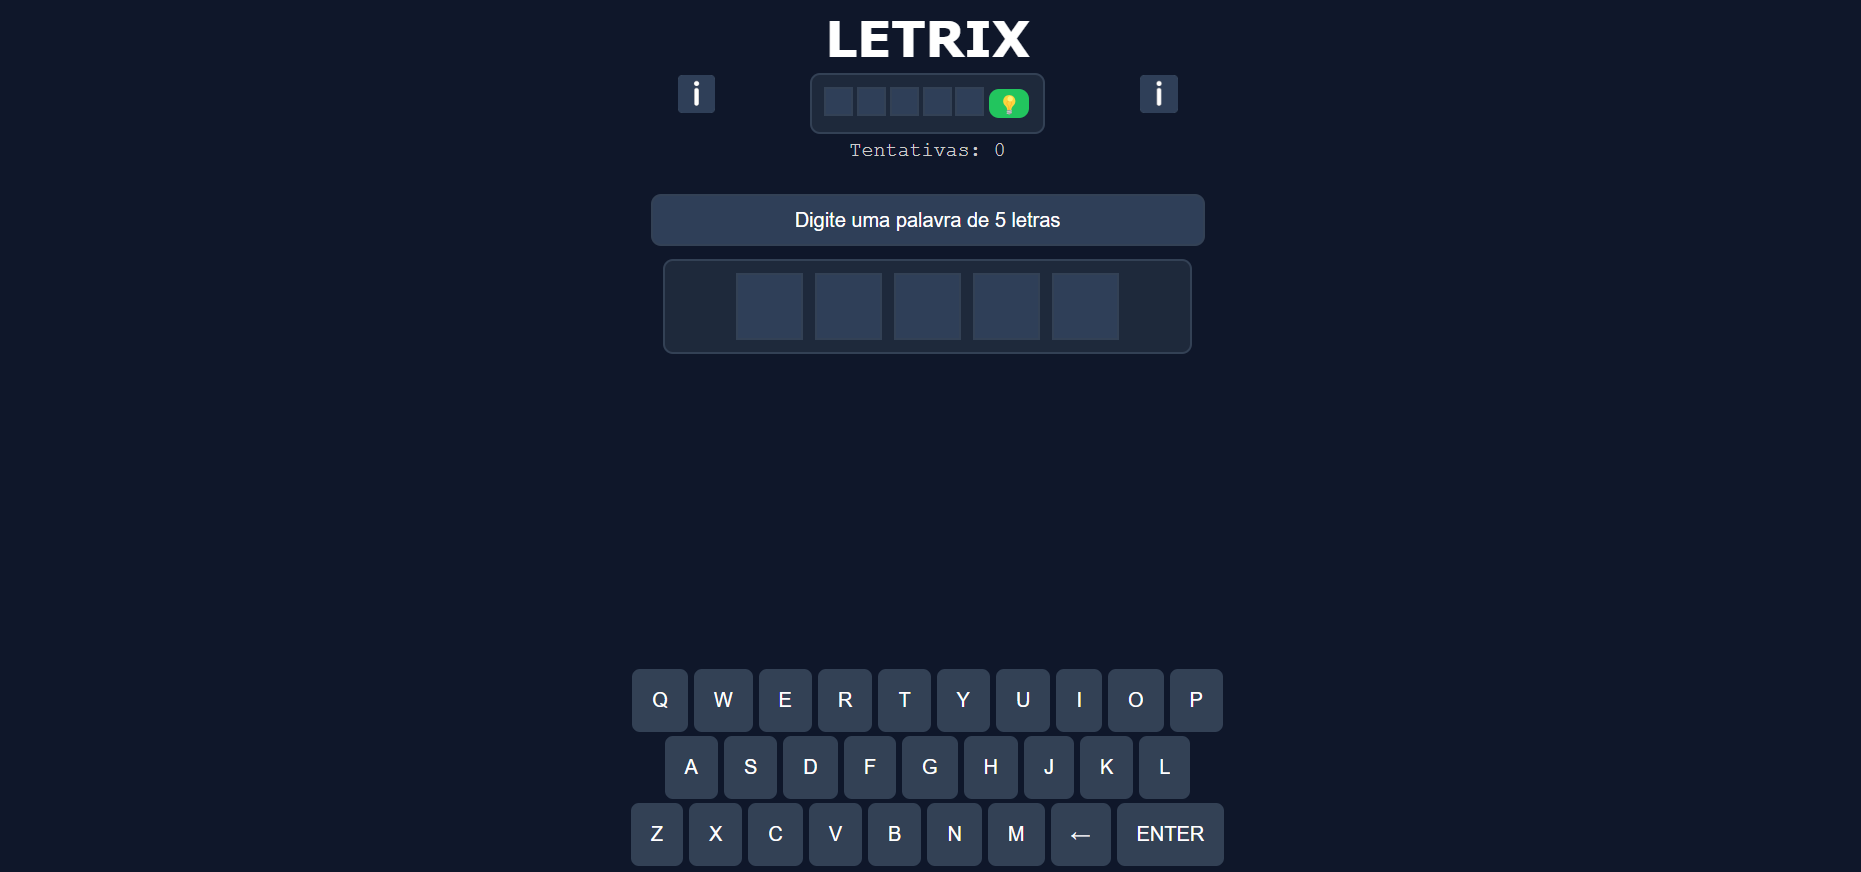 LETRIX
i i
Tentativas: 0
Digite uma palavra de 5 letras
Q W E R T Y U I O P
A S D F G H J K L
Z X C V B N M ← ENTER